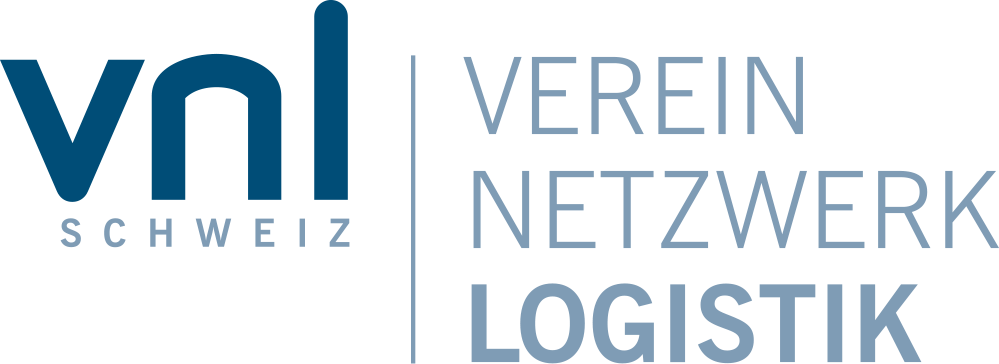 vnl
SCHWEIZ
VEREIN
NETZWERK
LOGISTIK